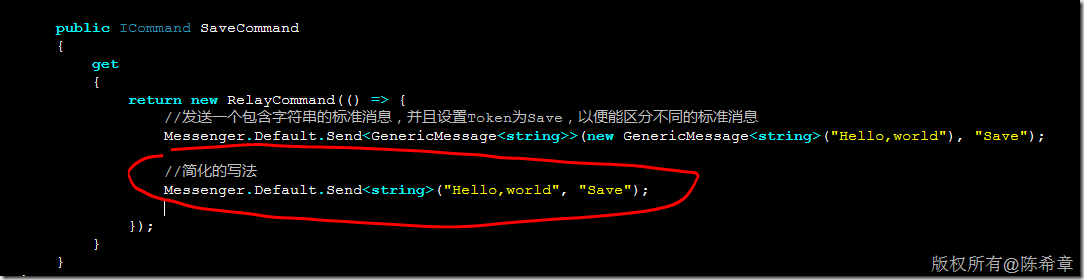 public ICommand SaveCommand
{
get
{
return new RelayCommand(() => {
//发送一个包含字符串的标准消息，并且设置Token为Save，以便能区分不同的标准消息
Messenger.Default.Send<GenericMessage<string>>(new GenericMessage<string>("Hello,world"), "Save");
//简化的写法
Messenger.Default.Send<string>("Hello,world", "Save");
});
}
}
版权所有@陈希章